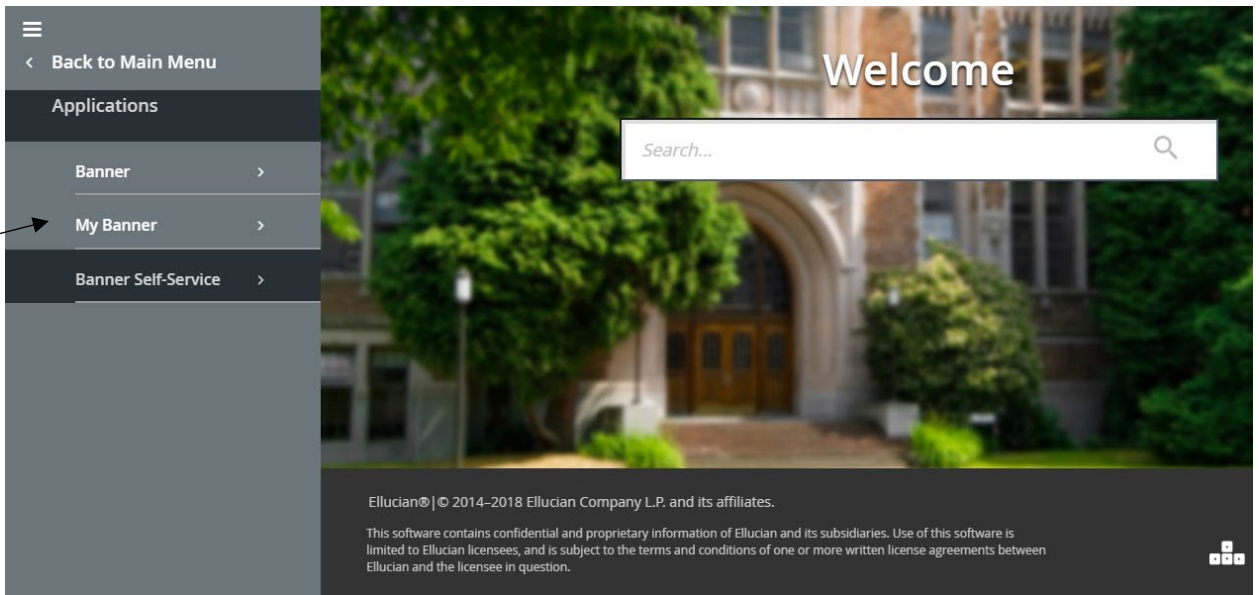 Back to Main Menu
Applications
Banner
My Banner
Banner Self-Service
Welcome
Search...
Ellucian®|© 2014–2018 Ellucian Company L.P. and its affiliates.
This software contains confidential and proprietary information of Ellucian and its subsidiaries. Use of this software is
limited to Ellucian licensees, and is subject to the terms and conditions of one or more written license agreements between
Ellucian and the licensee in question.